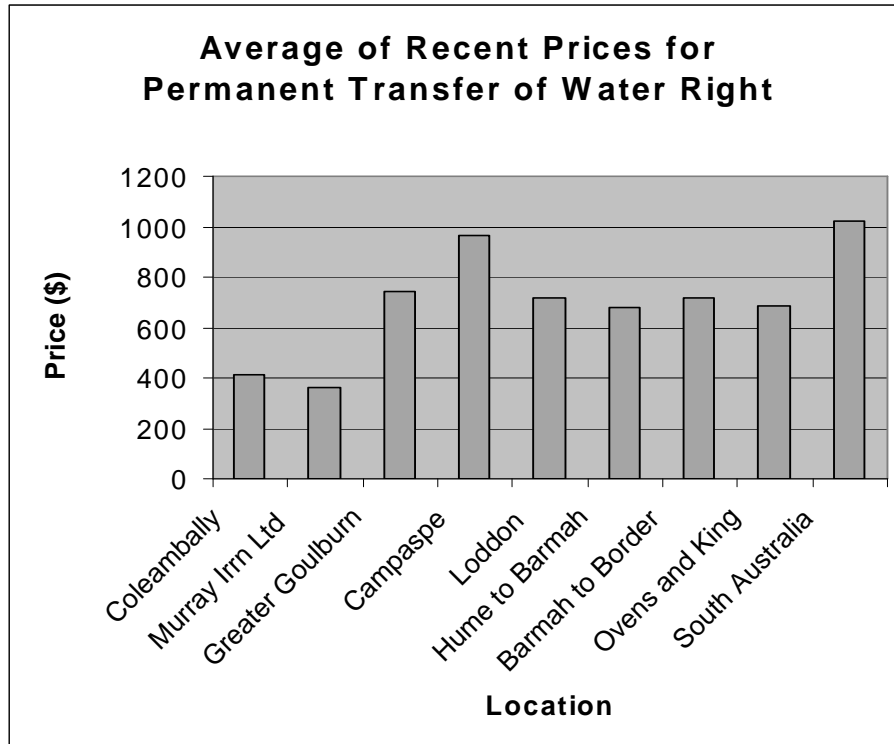 Average of Recent Prices for
Permanent Transfer of Water Right
Price ($)
1200
1000
800
600
400
200
0
Coleambally
Murray Irrn Ltd
Greater Goulburn
Campaspe
Loddon
Hume to Barmah
Barmah to Border
Ovens and King
South Australia
Location